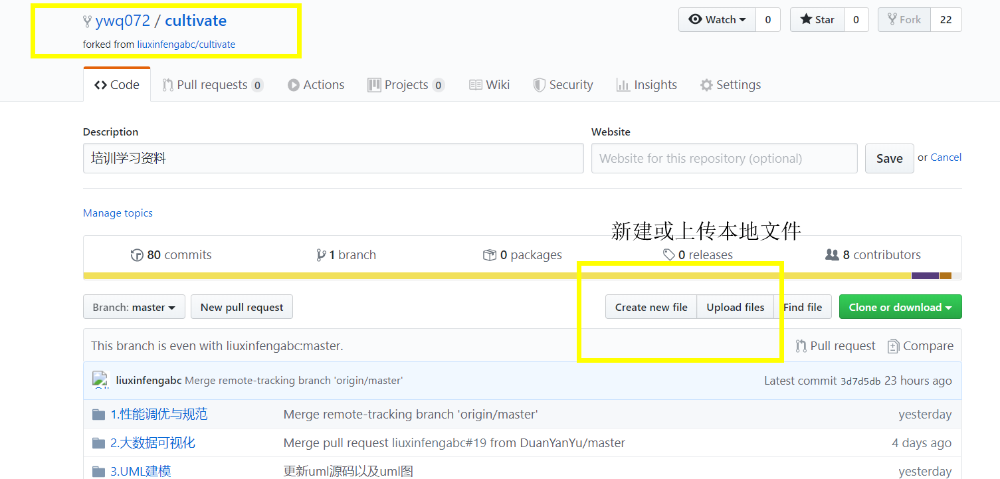 ywq072 / cultivate
forked from liuxinfengabc/cultivate
Watch 0 Star 0 Fork 22
Code Pull requests 0 Actions Projects 0 Wiki Security Insights Settings
Description Website
培训学习资料 Website for this repository (optional) Save or Cancel
Manage topics
新建或上传本地文件
80 commits 1 branch 0 packages 0 releases 8 contributors
Branch: master New pull request Create new file Upload files Find file Clone or download
This branch is even with liuxinfengabc:master. Pull request Compare
liuxinfengabc Merge remote-tracking branch 'origin/master' Latest commit 3d7d5db 23 hours ago
1.性能调优与规范 Merge remote-tracking branch 'origin/master' yesterday
2.大数据可视化 Merge pull request liuxinfengabc#19 from DuanYanYu/master 4 days ago
3.UML建模 更新uml源码以及uml图 yesterday